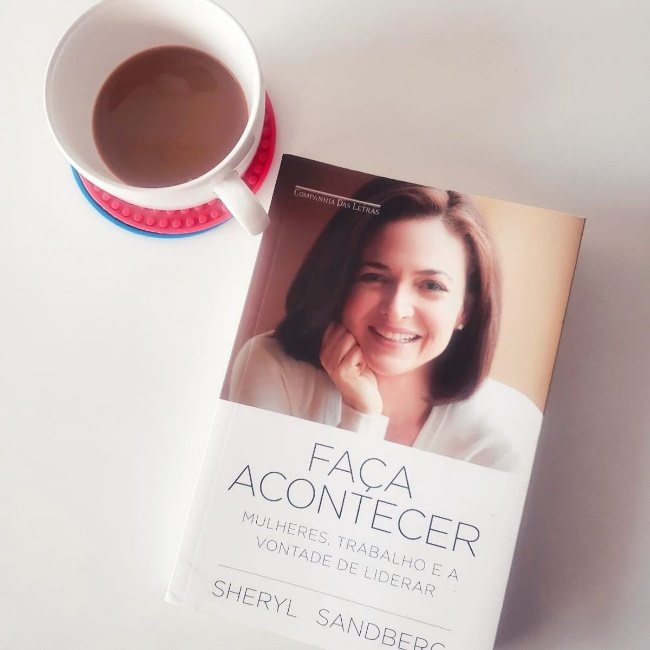 COMPANHIA DAS LETRAS
FAÇA
ACONTECER
MULHERES, TRABALHO E A
VONTADE DE LIDERAR
SHERYL SANDBERG